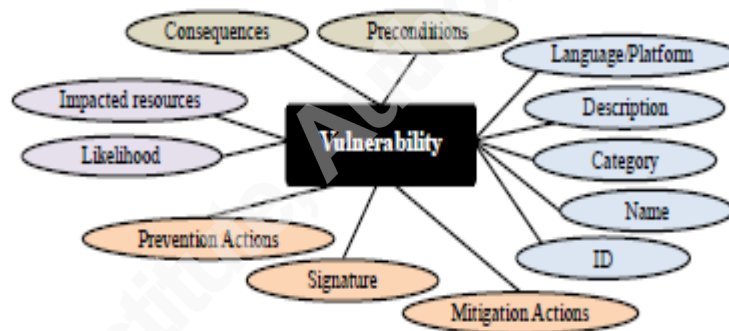 Consequences
Preconditions
Language/Platform
Impacted resources
Description
Vulnerability
Likelihood
Category
Name
Prevention Actions
ID
Signature
Mitigation Actions